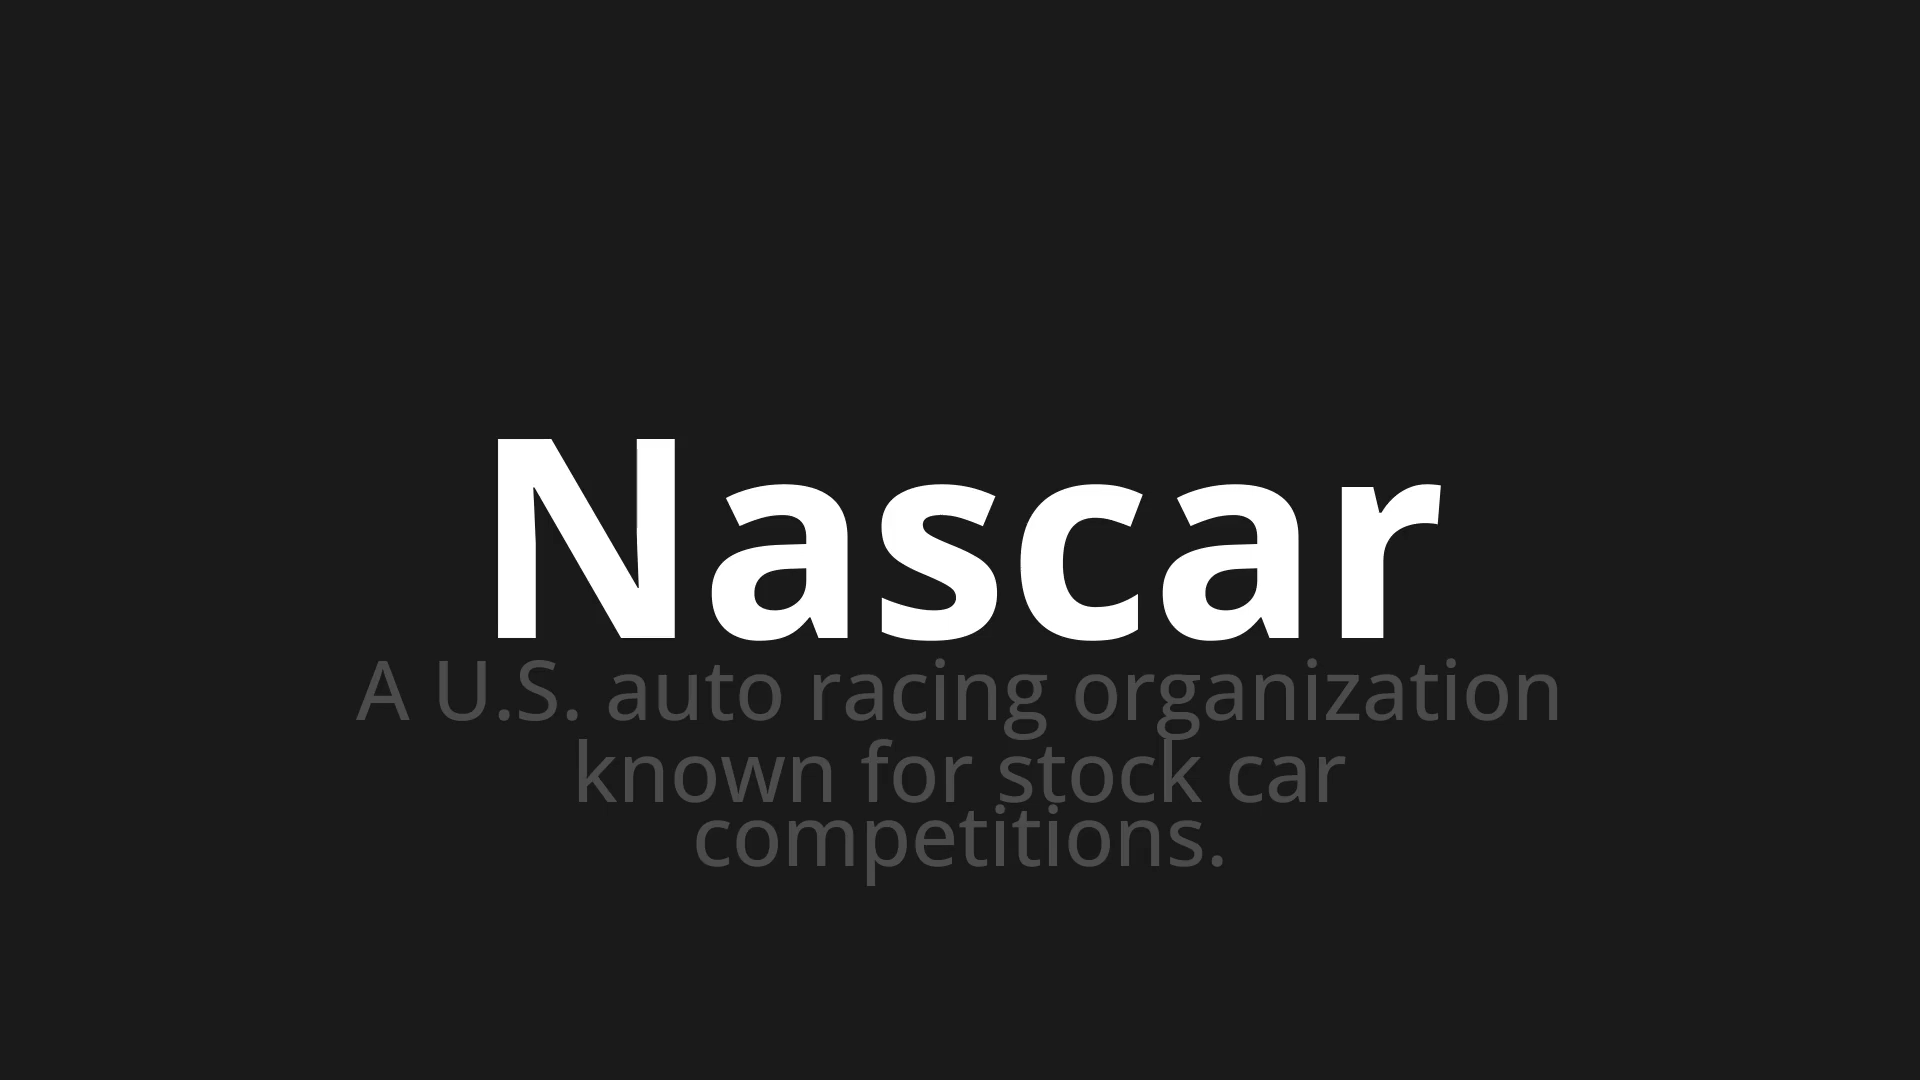 Nascar
A U.S. auto racing organization
known for stock car
competitions.